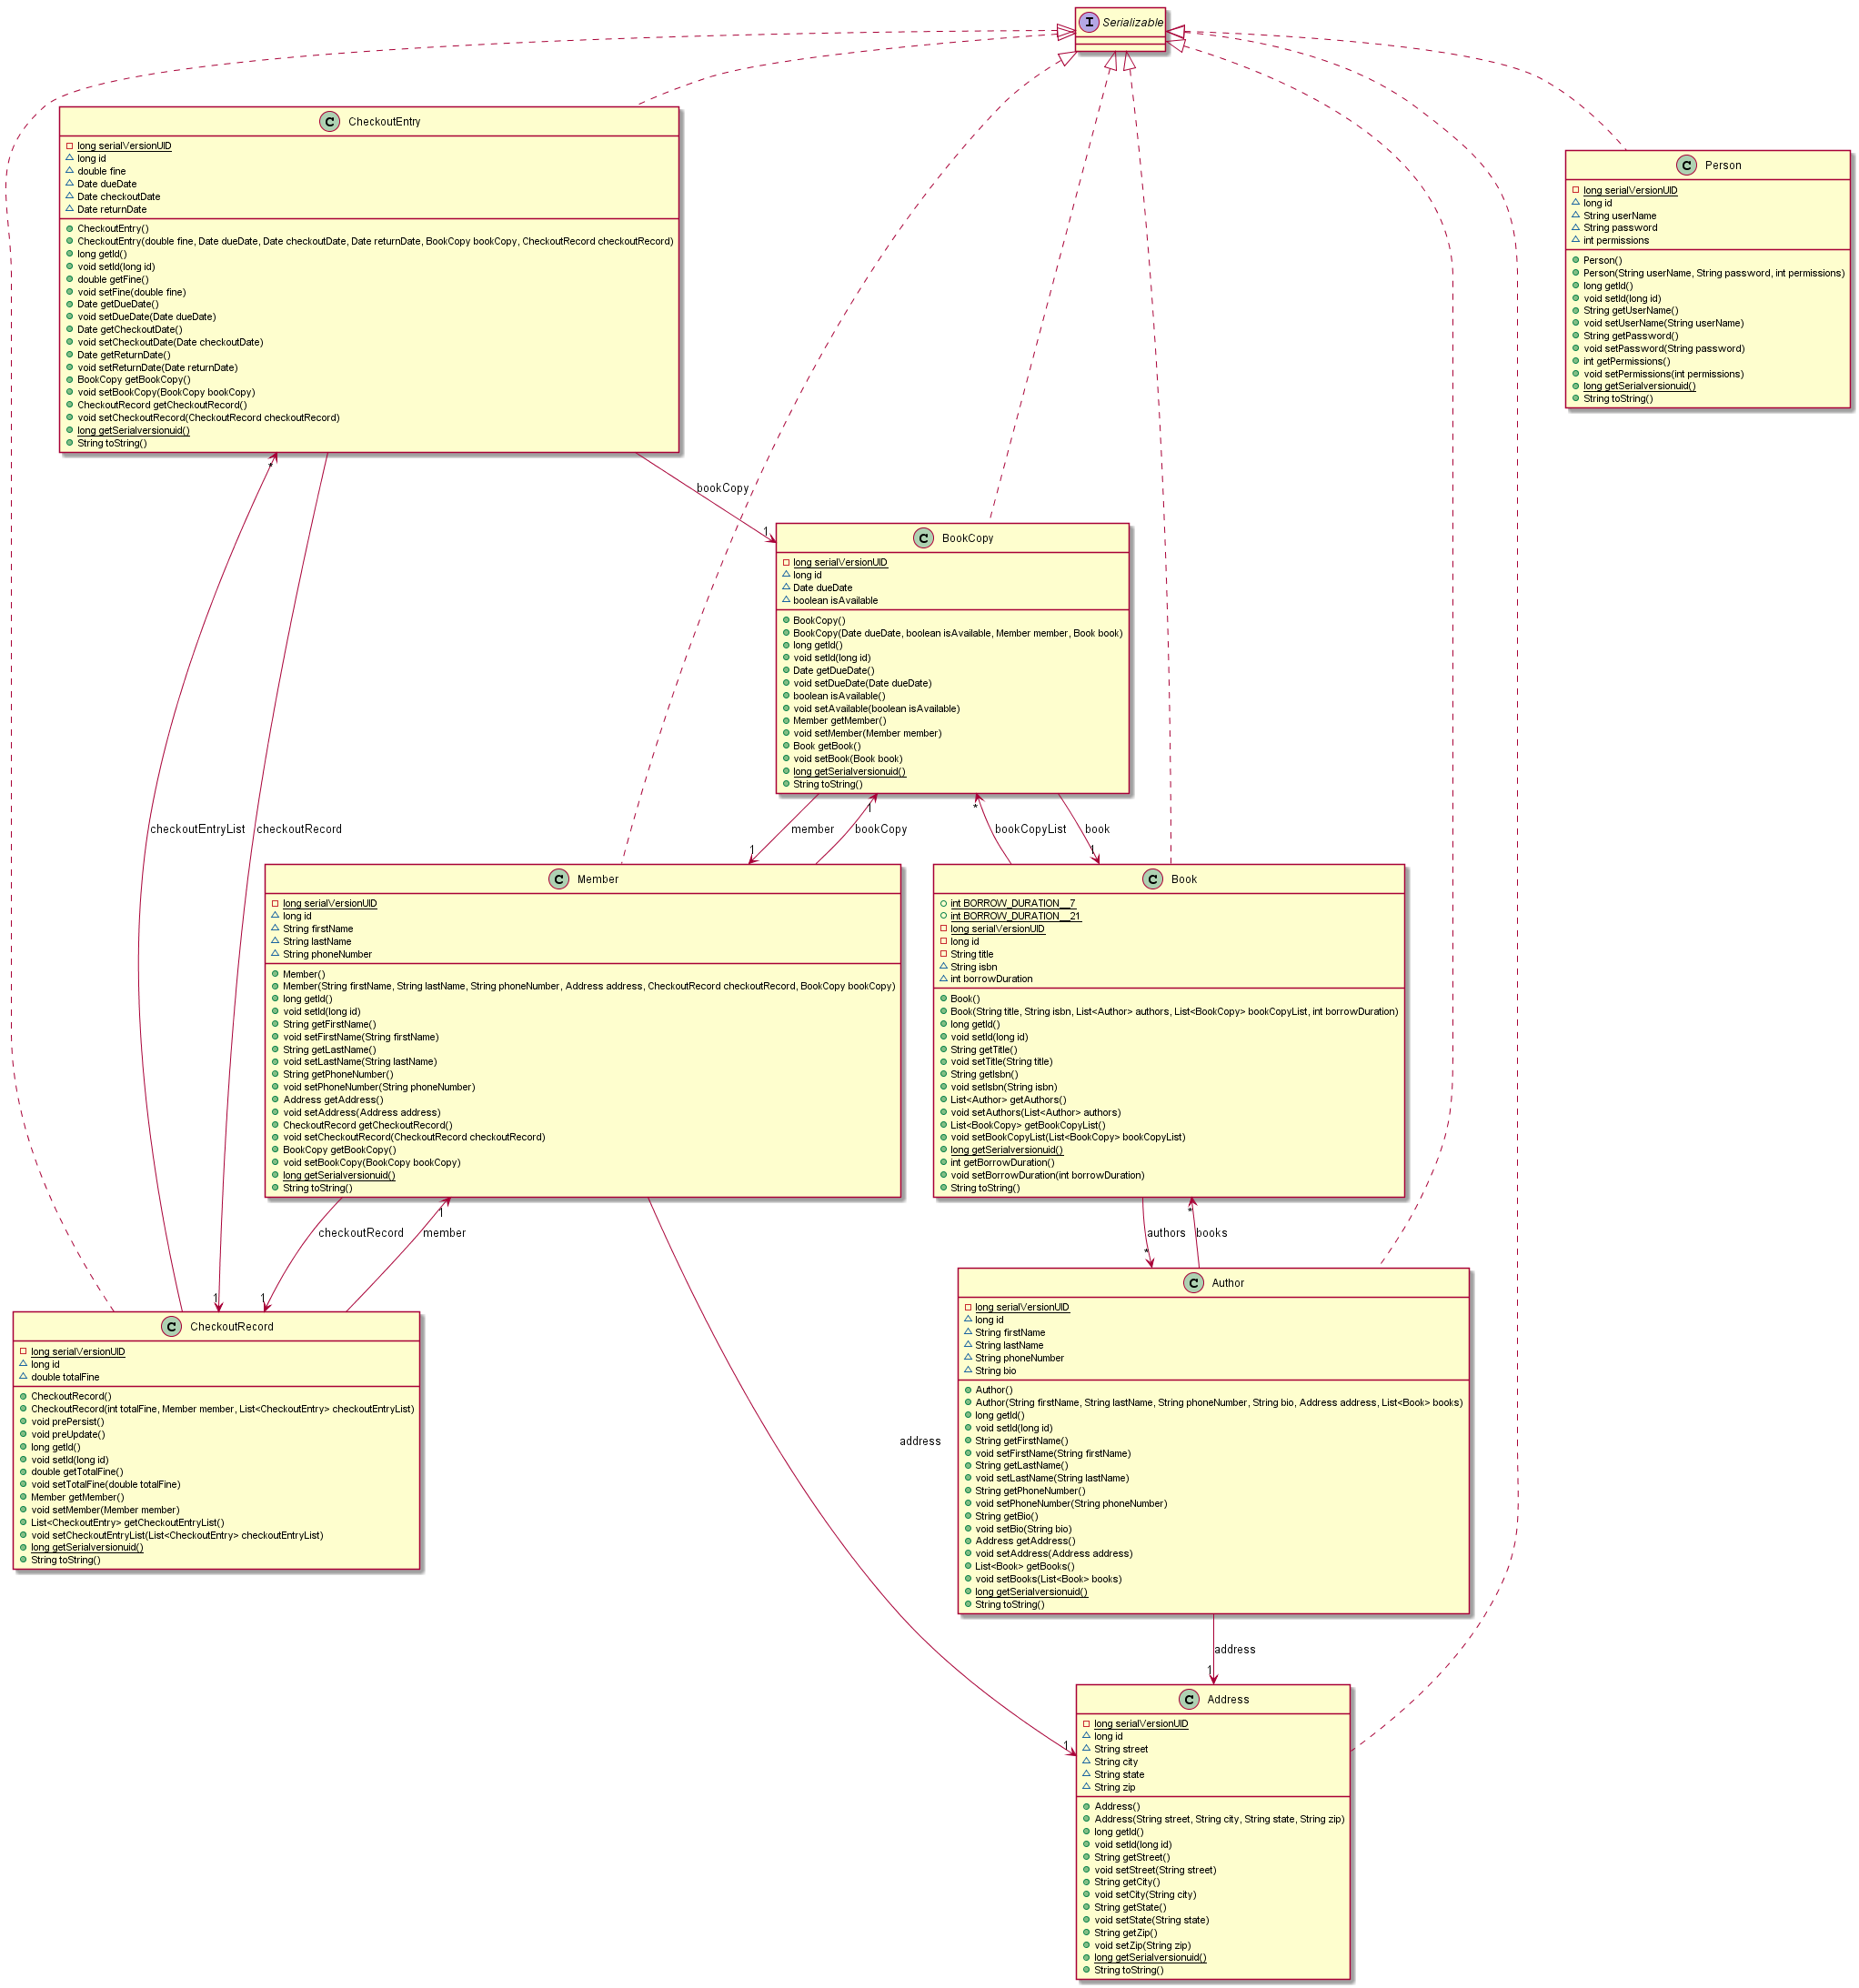 Serializable
CheckoutEntry
long serialVersionUID
long id
double fine
Date dueDate
Date checkoutDate
Date returnDate
CheckoutEntry()
CheckoutEntry(double fine, Date dueDate, Date checkoutDate, Date returnDate, BookCopy bookCopy, CheckoutRecord checkoutRecord)
long getId()
void setId(long id)
double getFine()
void setFine(double fine)
Date getDueDate()
void setDueDate(Date dueDate)
Date getCheckoutDate()
void setCheckoutDate(Date checkoutDate)
Date getReturnDate()
void setReturnDate(Date returnDate)
BookCopy getBookCopy()
void setBookCopy(BookCopy bookCopy)
CheckoutRecord getCheckoutRecord()
void setCheckoutRecord(CheckoutRecord checkoutRecord)
long getSerialversionuid()
String toString()
Person
long serialVersionUID
long id
String userName
String password
int permissions
Person()
Person(String userName, String password, int permissions)
long getId()
void setId(long id)
String getUserName()
void setUserName(String userName)
String getPassword()
void setPassword(String password)
int getPermissions()
void setPermissions(int permissions)
long getSerialversionuid()
String toString()
*
bookCopy
1
BookCopy
long serialVersionUID
long id
Date dueDate
boolean isAvailable
BookCopy()
BookCopy(Date dueDate, boolean isAvailable, Member member, Book book)
long getId()
void setId(long id)
Date getDueDate()
void setDueDate(Date dueDate)
boolean isAvailable()
void setAvailable(boolean isAvailable)
Member getMember()
void setMember(Member member)
Book getBook()
void setBook(Book book)
long getSerialversionuid()
String toString()
1
*
checkoutEntryList
checkoutRecord
member
bookCopy
bookCopyList
book
1
1
Member
long serialVersionUID
long id
String firstName
String lastName
String phoneNumber
Member()
Member(String firstName, String lastName, String phoneNumber, Address address, CheckoutRecord checkoutRecord, BookCopy bookCopy)
long getId()
void setId(long id)
String getFirstName()
void setFirstName(String firstName)
String getLastName()
void setLastName(String lastName)
String getPhoneNumber()
void setPhoneNumber(String phoneNumber)
Address getAddress()
void setAddress(Address address)
CheckoutRecord getCheckoutRecord()
void setCheckoutRecord(CheckoutRecord checkoutRecord)
BookCopy getBookCopy()
void setBookCopy(BookCopy bookCopy)
long getSerialversionuid()
String toString()
Book
int BORROW_DURATION__7
int BORROW_DURATION__21
long serialVersionUID
long id
String title
String isbn
int borrowDuration
Book()
Book(String title, String isbn, List<Author> authors, List<BookCopy> bookCopyList, int borrowDuration)
long getId()
void setId(long id)
String getTitle()
void setTitle(String title)
String getIsbn()
void setIsbn(String isbn)
List<Author> getAuthors()
void setAuthors(List<Author> authors)
List<BookCopy> getBookCopyList()
void setBookCopyList(List<BookCopy> bookCopyList)
long getSerialversionuid()
int getBorrowDuration()
void setBorrowDuration(int borrowDuration)
String toString()
1
*
checkoutRecord
member
authors
books
*
1
1
CheckoutRecord
long serialVersionUID
long id
double totalFine
CheckoutRecord()
CheckoutRecord(int totalFine, Member member, List<CheckoutEntry> checkoutEntryList)
void prePersist()
void preUpdate()
long getId()
void setId(long id)
double getTotalFine()
void setTotalFine(double totalFine)
Member getMember()
void setMember(Member member)
List<CheckoutEntry> getCheckoutEntryList()
void setCheckoutEntryList(List<CheckoutEntry> checkoutEntryList)
long getSerialversionuid()
String toString()
address
Author
long serialVersionUID
long id
String firstName
String lastName
String phoneNumber
String bio
Author()
Author(String firstName, String lastName, String phoneNumber, String bio, Address address, List<Book> books)
long getId()
void setId(long id)
String getFirstName()
void setFirstName(String firstName)
String getLastName()
void setLastName(String lastName)
String getPhoneNumber()
void setPhoneNumber(String phoneNumber)
String getBio()
void setBio(String bio)
Address getAddress()
void setAddress(Address address)
List<Book> getBooks()
void setBooks(List<Book> books)
long getSerialversionuid()
String toString()
address
1
1
Address
long serialVersionUID
long id
String street
String city
String state
String zip
Address()
Address(String street, String city, String state, String zip)
long getId()
void setId(long id)
String getStreet()
void setStreet(String street)
String getCity()
void setCity(String city)
String getState()
void setState(String state)
String getZip()
void setZip(String zip)
long getSerialversionuid()
String toString()